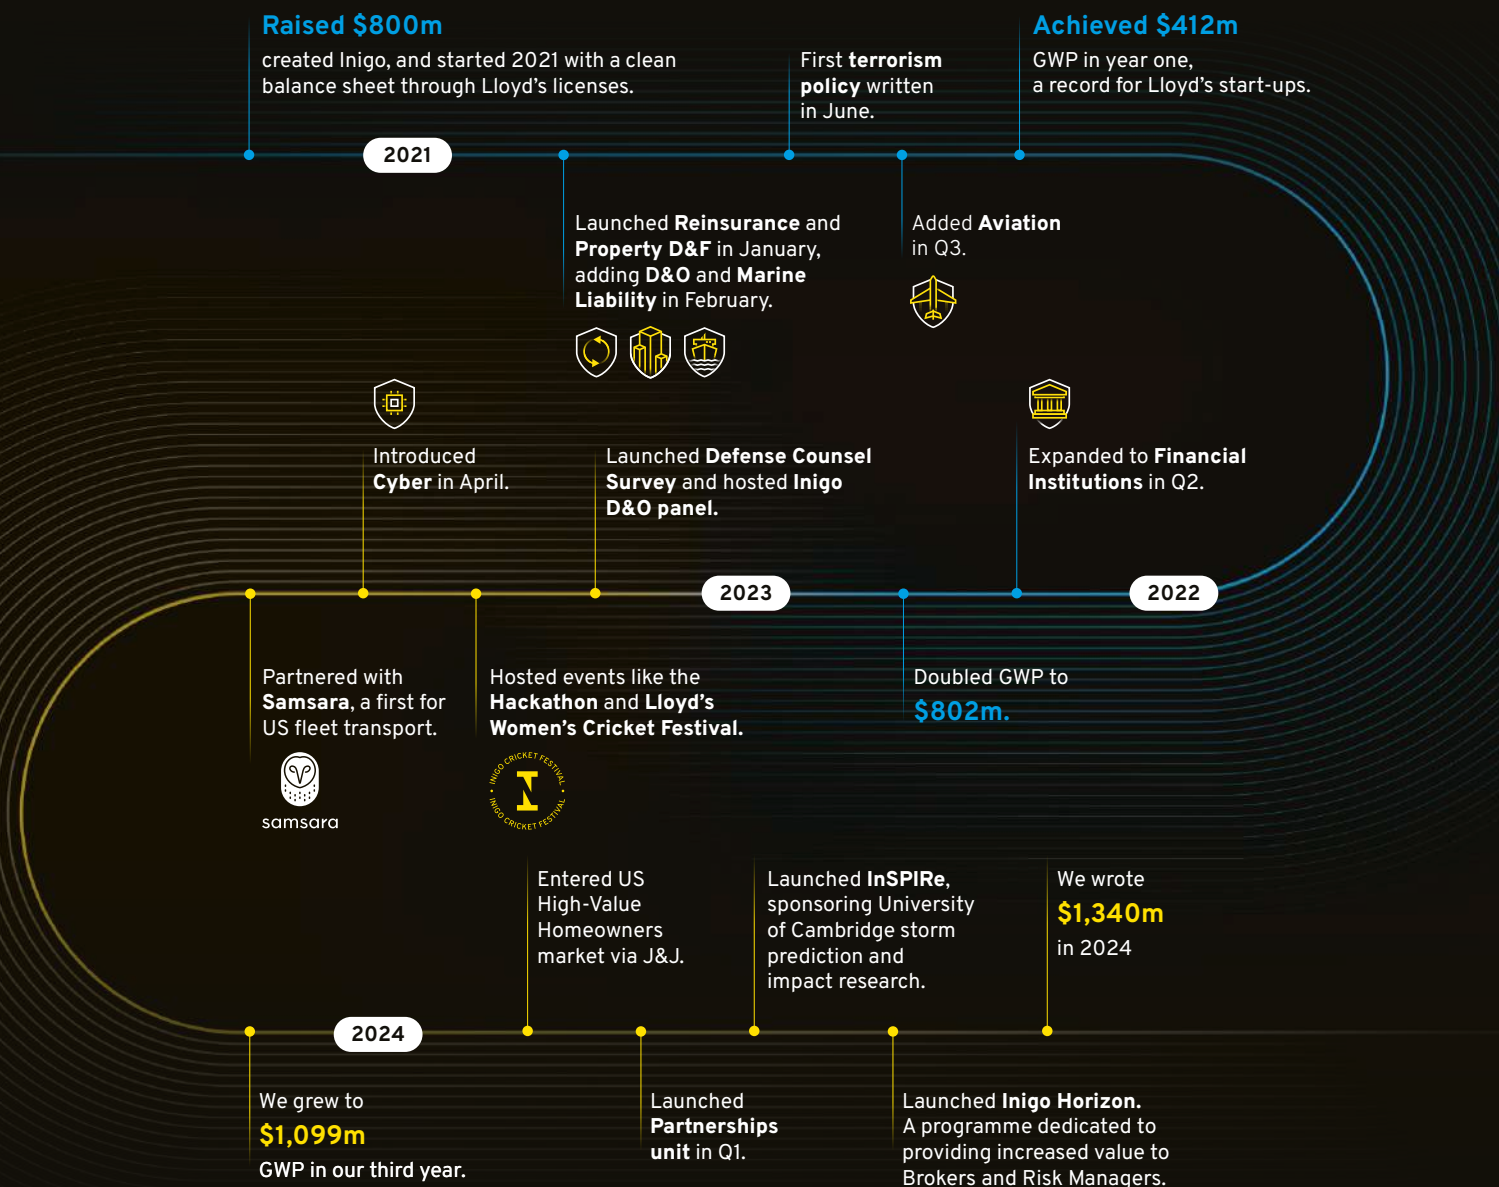 Raised $800m
created Inigo, and started 2021 with a clean
balance sheet through Lloyd's licenses.
First terrorism
policy written
in June.
Achieved $412m
GWP in year one,
a record for Lloyd's start-ups.
2021
Launched Reinsurance and
Property D&F in January,
adding D&O and Marine
Liability in February.
Added Aviation
in Q3.
Expanded to Financial
Institutions in Q2.
2022
Doubled GWP to
$802m.
2023
Launched Defense Counsel
Survey and hosted Inigo
D&O panel.
Hosted events like the
Hackathon and Lloyd's
Women's Cricket Festival.
INIGO CRICKET FESTIVAL •
INIGO CRICKET FESTIVAL •
Introduced
Cyber in April.
Partnered with
Samsara, a first for
US fleet transport.
samsara
We grew to
$1,099m
GWP in our third year.
2024
Entered US
High-Value
Homeowners
market via J&J.
Launched
Partnerships
unit in Q1.
Launched InSPIRe,
sponsoring University
of Cambridge storm
prediction and
impact research.
Launched Inigo Horizon.
A programme dedicated to
providing increased value to
Brokers and Risk Managers.
We wrote
$1,340m
in 2024